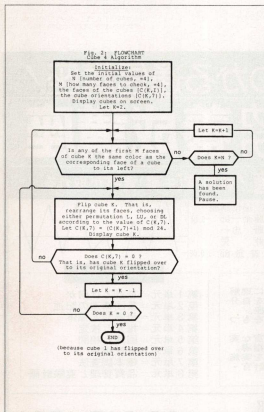 Fig. 2: FLOWCHART
Cube 4 Algorithm
Initialize:
Set the initial values of
N [number of cubes, =4],
M [how many faces to check, =4],
the faces of the cubes [C(K,I)],
the cube orientations [C(K,7)].
Display cubes on screen.
Let K=2.
Let K=K+1
Is any of the first M faces
of cube K the same color as the
corresponding face of a cube
to its left?
no
Does K=N ?
no
yes
yes
A solution
has been
found.
Pause.
Flip cube K. That is,
rearrange its faces, choosing
either permutation L, LU, or DL
according to the value of C(K,7).
Let C(K,7) = (C(K,7)+1) mod 24.
Display cube K.
Does C(K,7) = 0 ?
That is, has cube K flipped over
to its original orientation?
no
yes
Let K = K - 1
no
Does K = 0 ?
yes
END
(because cube 1 has flipped over
to its original orientation)